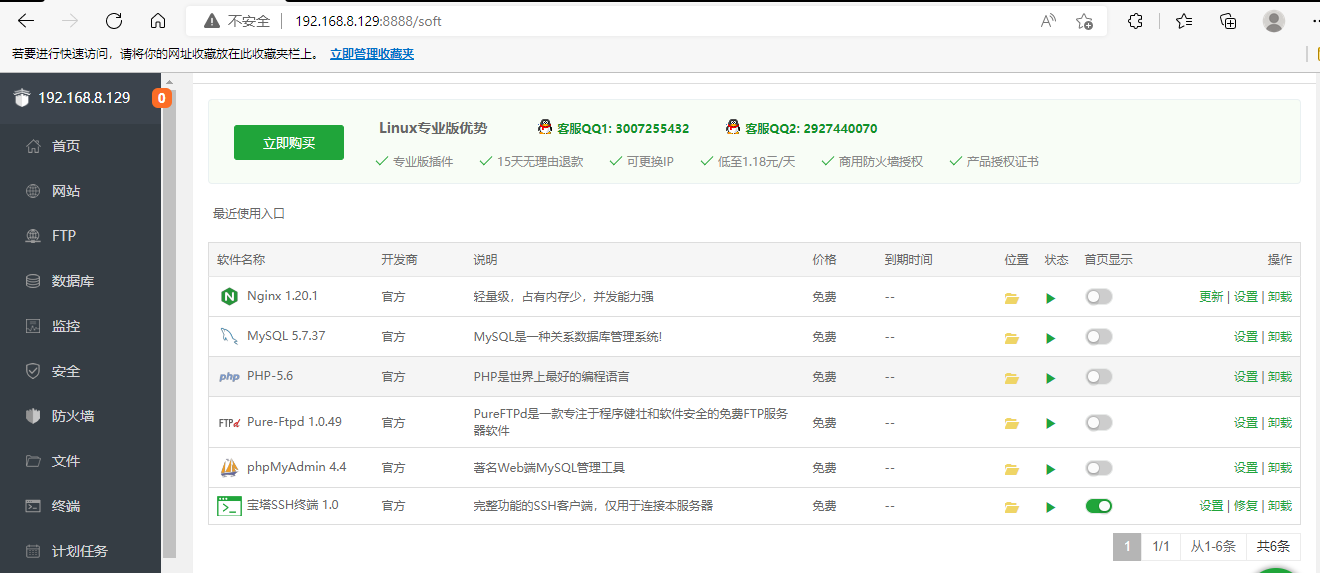 不安全 192.168.8.129:8888/soft
若要进行快速访问，请将你的网址收藏放在此收藏夹栏上。 立即管理收藏夹
192.168.8.129 0
首页
网站
FTP
数据库
监控
安全
防火墙
文件
终端
计划任务
立即购买 Linux专业版优势 客服QQ1: 3007255432 客服QQ2: 2927440070
专业版插件 15天无理由退款 可更换IP 低至1.18元/天 商用防火墙授权 产品授权证书
最近使用入口
软件名称 开发商 说明 价格 到期时间 位置 状态 首页显示 操作
Nginx 1.20.1 官方 轻量级，占有内存少，并发能力强 免费 -- 更新 | 设置 | 卸载
MySQL 5.7.37 官方 MySQL是一种关系数据库管理系统! 免费 -- 设置 | 卸载
php PHP-5.6 官方 PHP是世界上最好的编程语言 免费 -- 设置 | 卸载
FTPd Pure-Ftpd 1.0.49 官方 PureFTPd是一款专注于程序健壮和软件安全的免费FTP服务 免费 -- 设置 | 卸载
器软件
phpMyAdmin 4.4 官方 著名Web端MySQL管理工具 免费 -- 设置 | 卸载
宝塔SSH终端 1.0 官方 完整功能的SSH客户端，仅用于连接本服务器 免费 -- 设置 | 修复 | 卸载
1 1/1 从1-6条 共6条